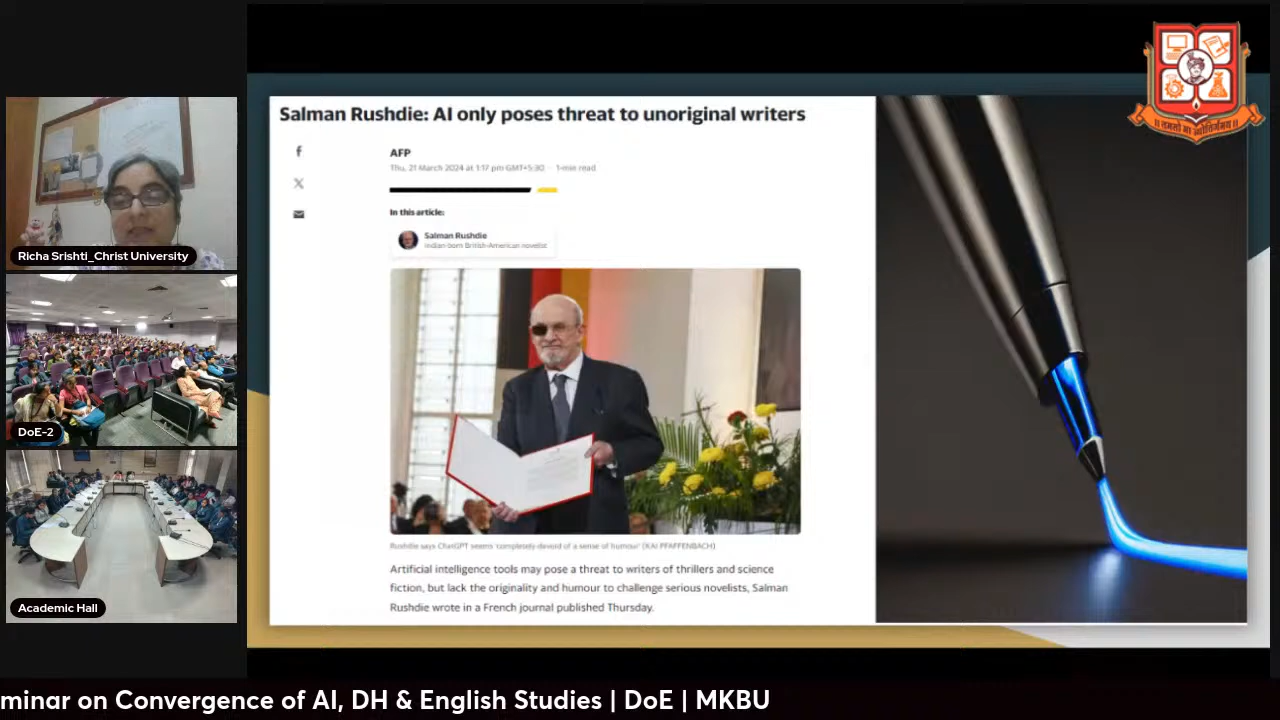 Salman Rushdie: AI only poses threat to unoriginal writers
AFP
Thu, 21 March 2024 at 1:17 pm GMT+5:30 · 1-min read
In this article:
Salman Rushdie
Indian-born British-American novelist
Rushdie says ChatGPT seems 'completely devoid of a sense of humour' (KAI PFAFFENBACH)
Artificial intelligence tools may pose a threat to writers of thrillers and science
fiction, but lack the originality and humour to challenge serious novelists, Salman
Rushdie wrote in a French journal published Thursday.
॥ तमसो मा ज्योतिर्गमय ॥
Richa Srishti_Christ University
DoE-2
Academic Hall
minar on Convergence of AI, DH & English Studies | DoE | MKBU